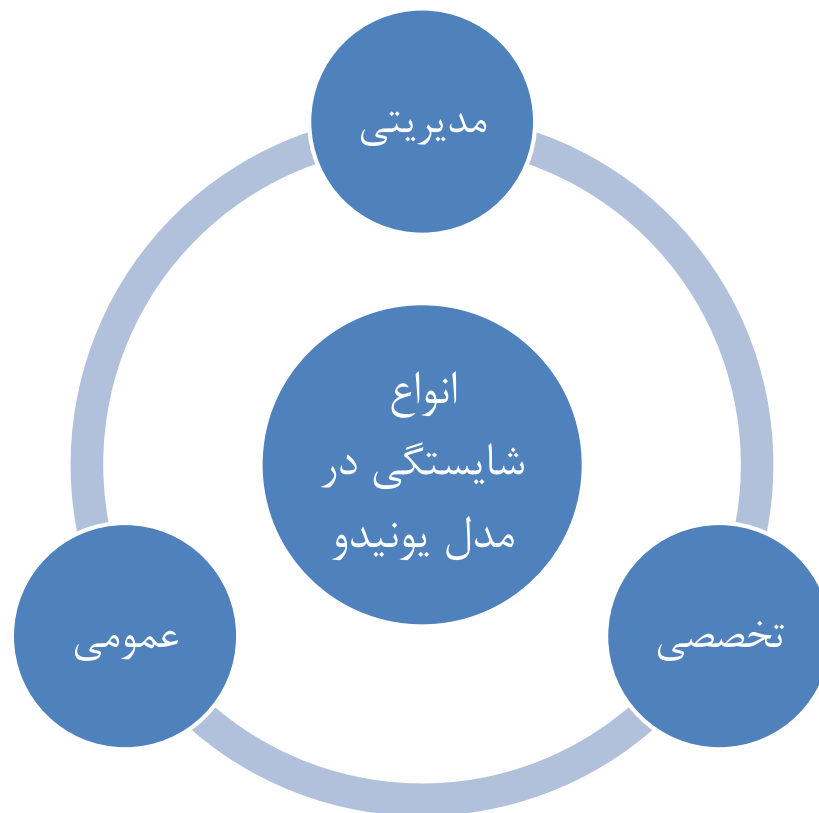 مدیریتی
انواع
شایستگی در
مدل یونیدو
تخصصی
عمومی